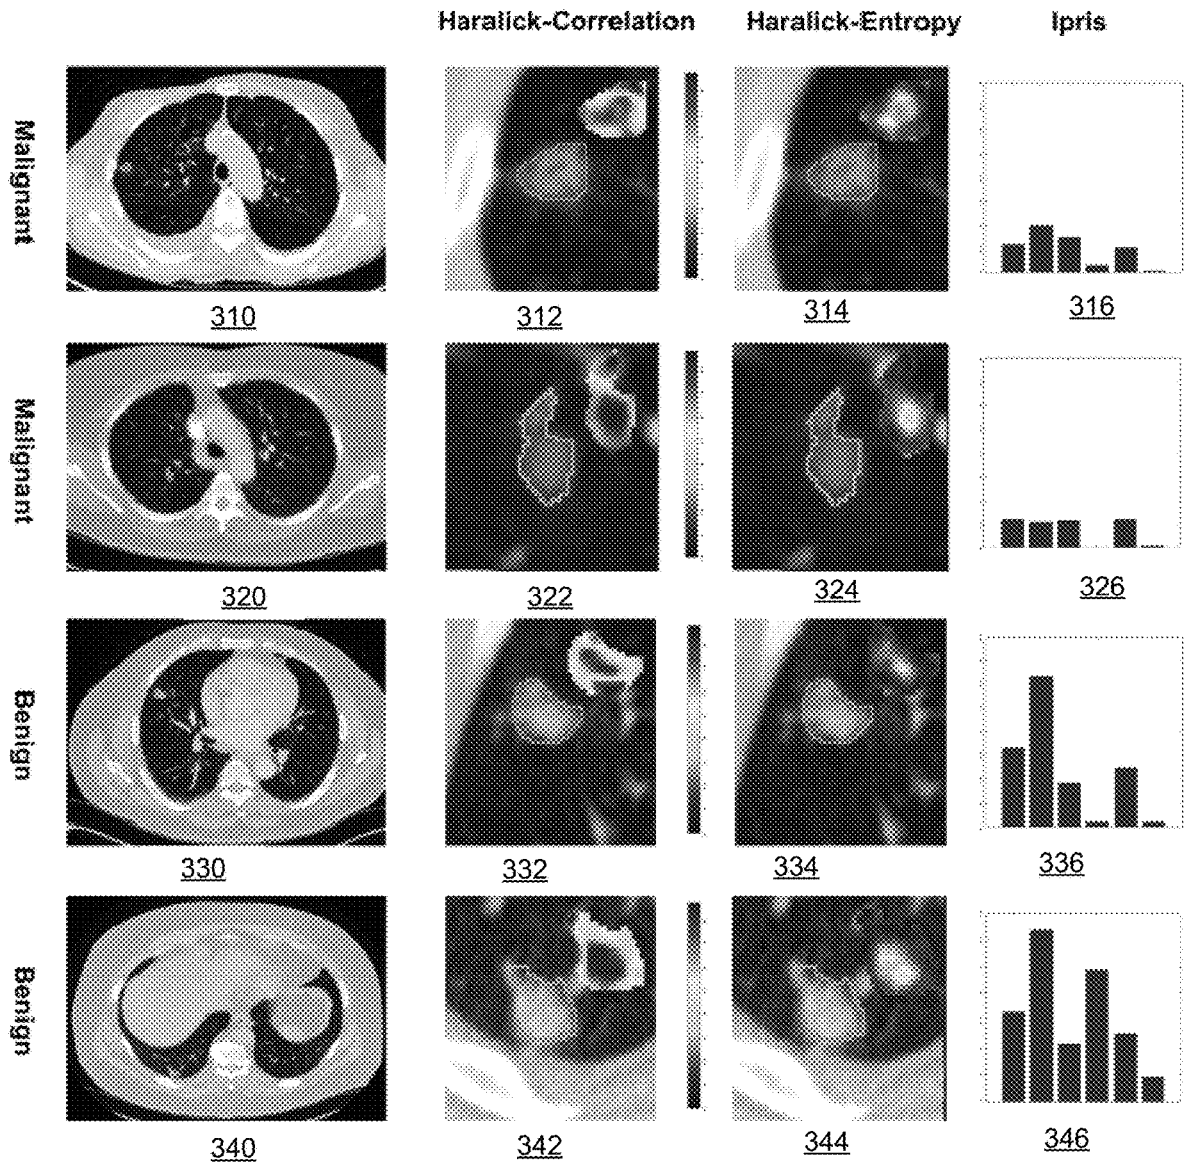 Haralick-Correlation Haralick-Entropy Ipris
Malignant
310 312 314 316
Malignant
320 322 324 326
Benign
330 332 334 336
Benign
340 342 344 346